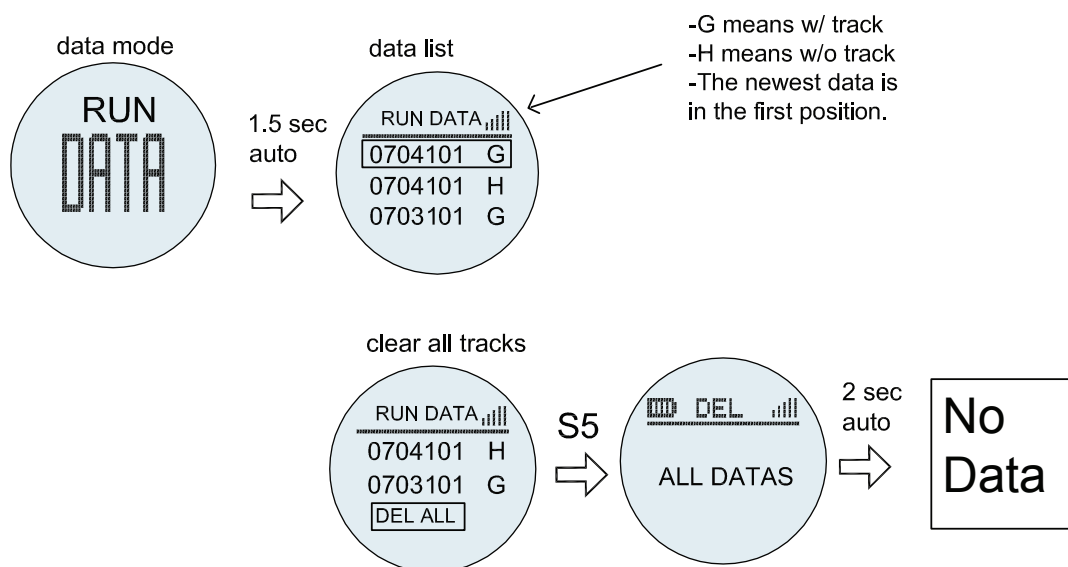 data mode
RUN
DATA
1.5 sec
auto
data list
RUN DATA
0704101 G
0704101 H
0703101 G
-G means w/ track
-H means w/o track
-The newest data is
in the first position.
clear all tracks
RUN DATA
0704101 H
0703101 G
DEL ALL
S5
DEL
ALL DATAS
2 sec
auto
No
Data